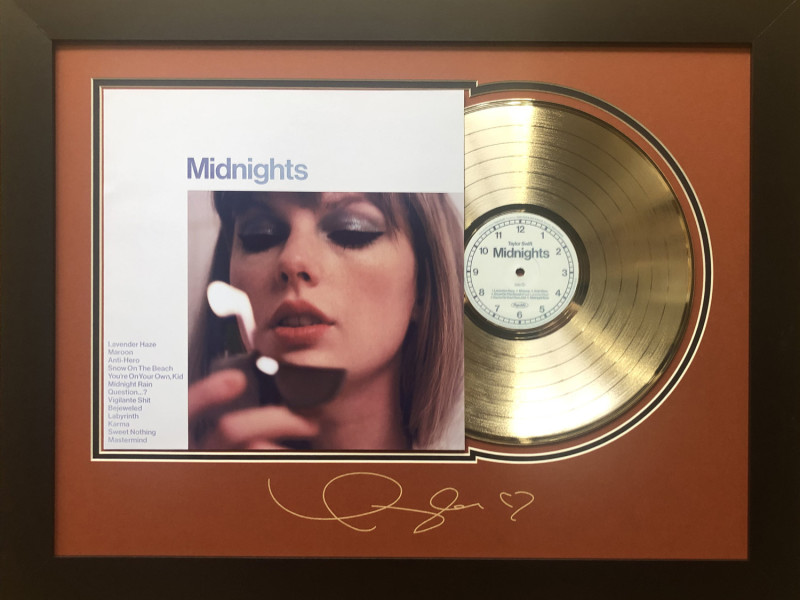 Midnights
Lavender Haze
Maroon
Anti-Hero
Snow On The Beach
You're On Your Own, Kid
Midnight Rain
Question...?
Vigilante Shit
Bejeweled
Labyrinth
Karma
Sweet Nothing
Mastermind
12
11 1
Taylor Swift
10 Midnights 2
9 3
8 4
7 5
6